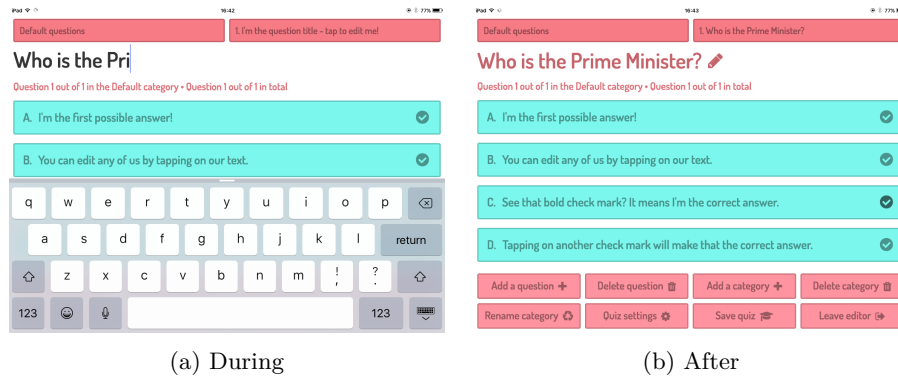 iPad 16:42 77%
Default questions 1. I'm the question title - tap to edit me!
Who is the Pri
Question 1 out of 1 in the Default category • Question 1 out of 1 in total
A. I'm the first possible answer!
B. You can edit any of us by tapping on our text.
q w e r t y u i o p
a s d f g h j k l return
z x c v b n m ! , ? .
123 123
(a) During
iPad 16:43 77%
Default questions 1. Who is the Prime Minister?
Who is the Prime Minister?
Question 1 out of 1 in the Default category • Question 1 out of 1 in total
A. I'm the first possible answer!
B. You can edit any of us by tapping on our text.
C. See that bold check mark? It means I'm the correct answer.
D. Tapping on another check mark will make that the correct answer.
Add a question Delete question Add a category Delete category
Rename category Quiz settings Save quiz Leave editor
(b) After